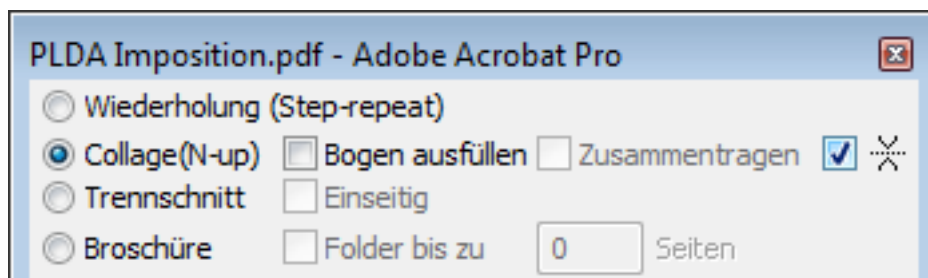 PLDA Imposition.pdf - Adobe Acrobat Pro
Wiederholung (Step-repeat)
Collage(N-up) Bogen ausfüllen Zusammentragen
Trennschnitt Einseitig
Broschüre Folder bis zu 0 Seiten